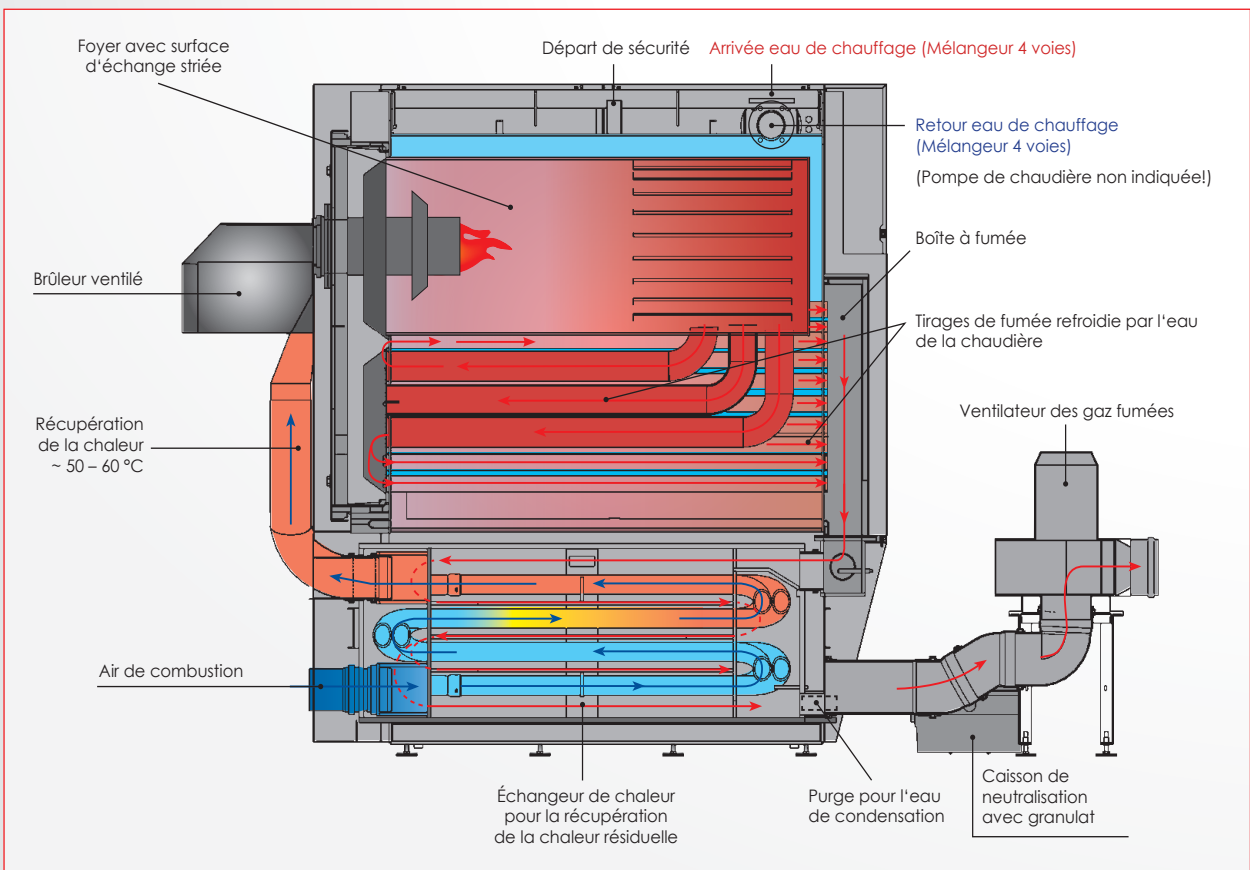 Foyer avec surface
d‘échange striée
Départ de sécurité
Arrivée eau de chauffage (Mélangeur 4 voies)
Retour eau de chauffage
(Mélangeur 4 voies)
(Pompe de chaudière non indiquée!)
Boîte à fumée
Brûleur ventilé
Tirages de fumée refroidie par l‘eau
de la chaudière
Ventilateur des gaz fumées
Récupération
de la chaleur
~ 50 – 60 °C
Air de combustion
Échangeur de chaleur
pour la récupération
de la chaleur résiduelle
Purge pour l‘eau
de condensation
Caisson de
neutralisation
avec granulat